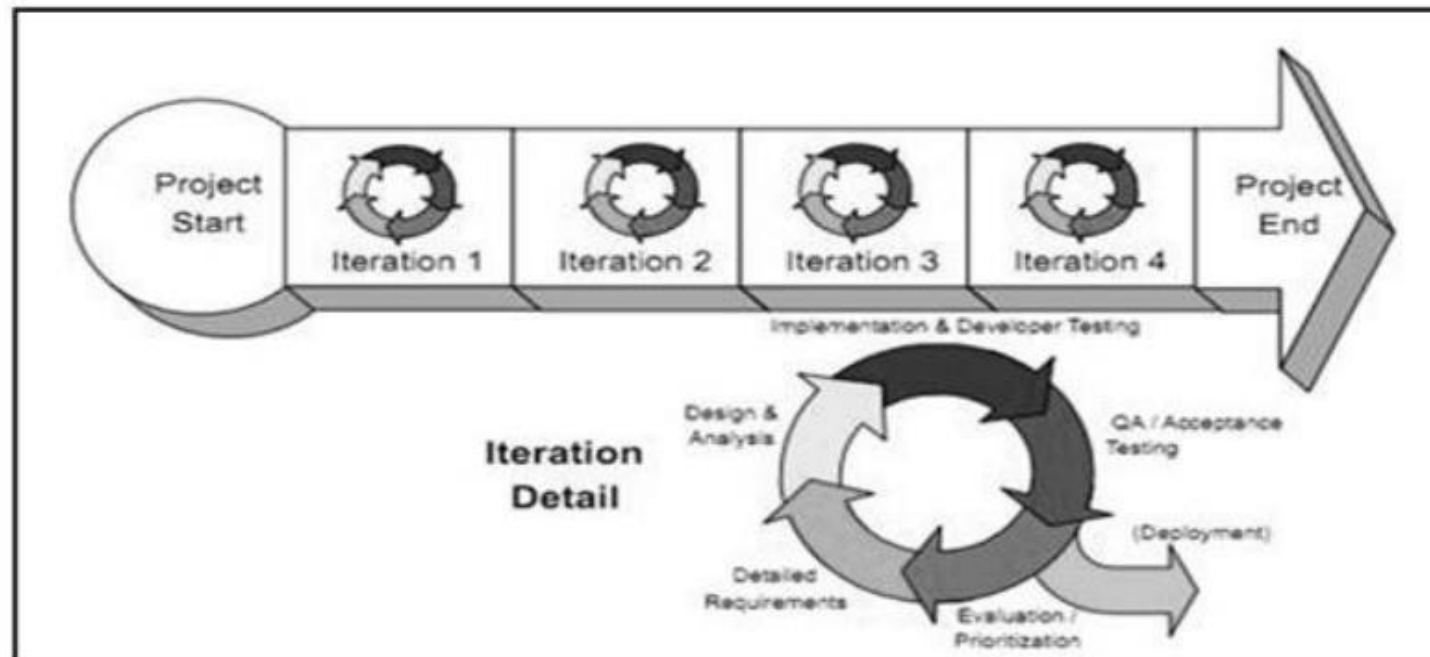 Project
Start
Iteration 1
Iteration 2
Iteration 3
Iteration 4
Project
End
Implementation & Developer Testing
Design &
Analysis
QA / Acceptance
Testing
Iteration
Detail
(Deployment)
Detailed
Requirements
Evaluation /
Prioritization